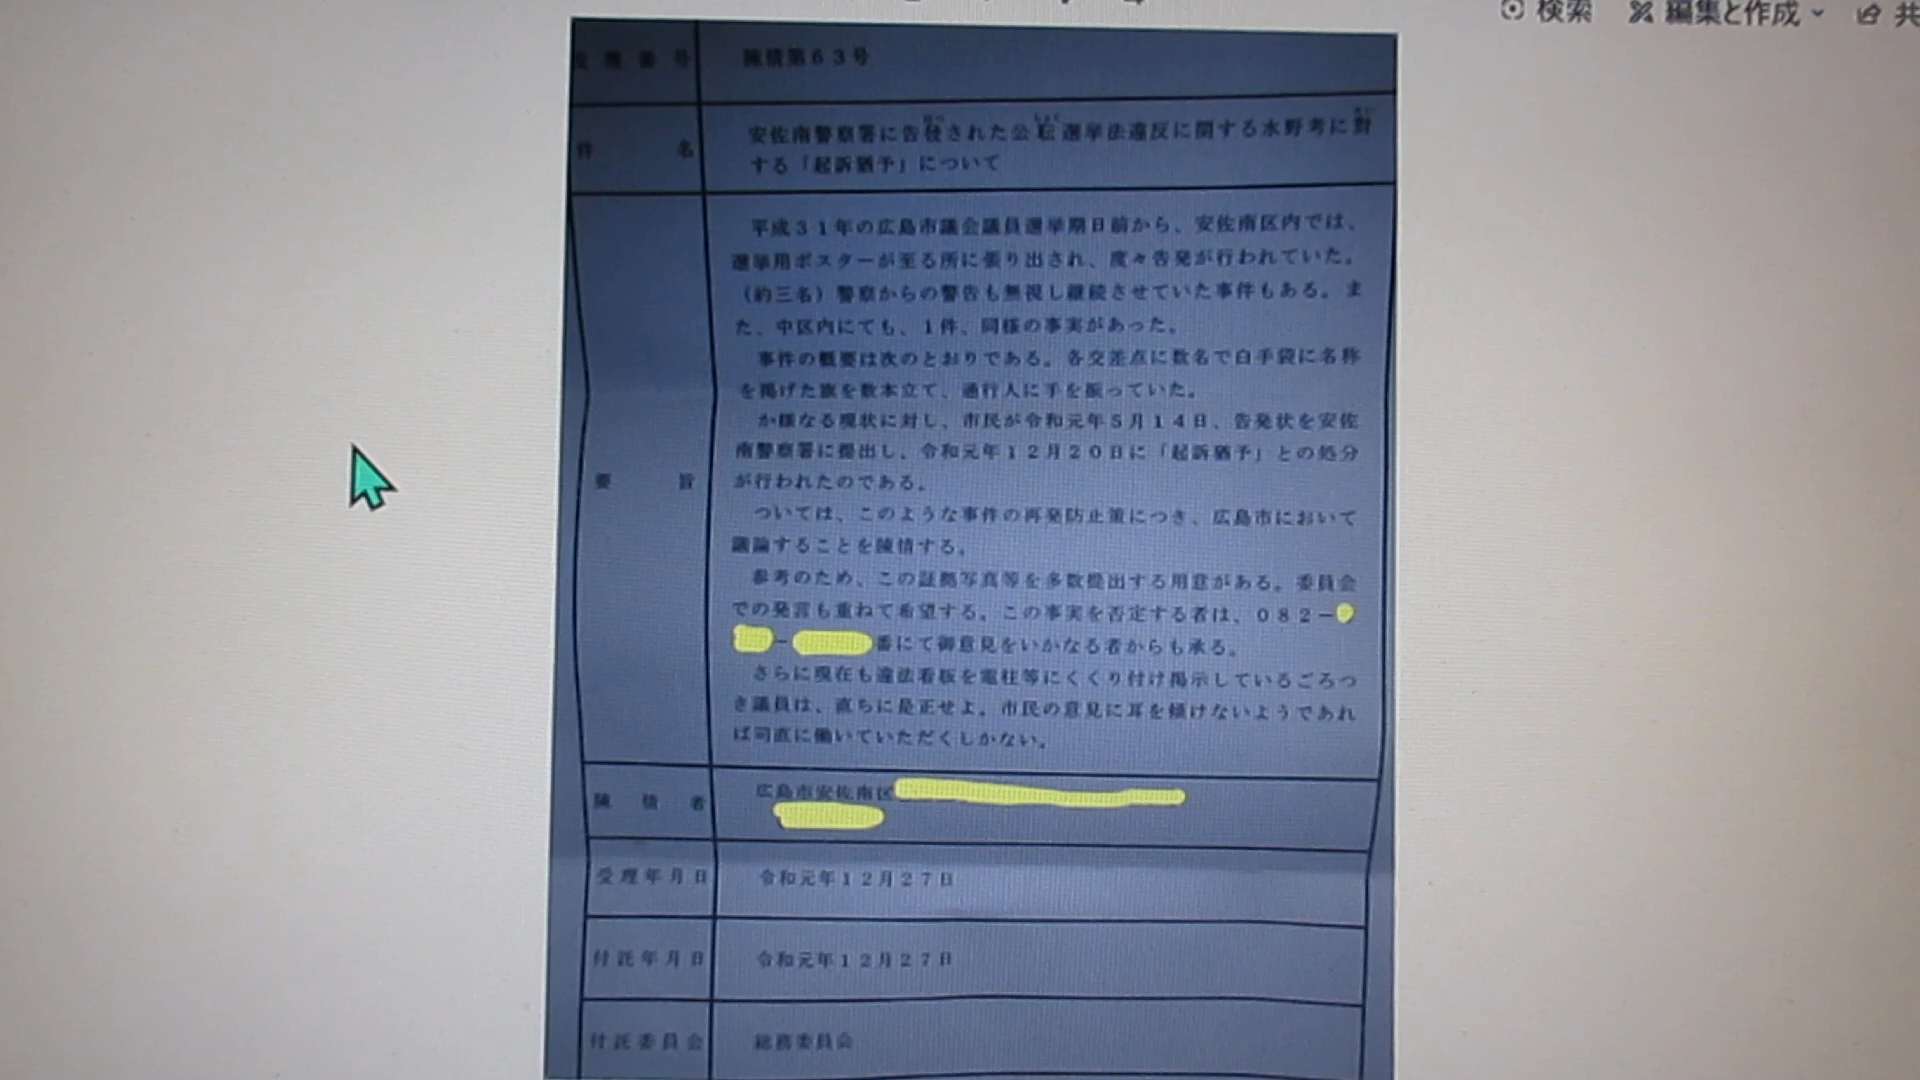 検索 編集と作成 共
受理番号 陳情第63号
件名 安佐南警察署に告發された公耺選挙法違反に関する水野考に對
する「起訴猶予」について
平成31年の広島市議会議員選挙期日前から、安佐南区内では、
選挙用ポスターが至る所に張り出され、度々告発が行われていた。
(約三名)警察からの警告も無視し継続させていた事件もある。ま
た、中区内にても、1件、同様の事実があった。
事件の概要は次のとおりである。各交差点に数名で白手袋に名称
を掲げた旗を数本立て、通行人に手を振っていた。
か様なる現状に対し、市民が令和元年5月14日、告発状を安佐
南警察署に提出し、令和元年12月20日に「起訴猶予」との処分
要旨 が行われたのである。
ついては、このような事件の再発防止策につき、広島市において
議論することを陳情する。
参考のため、この証拠写真等を多数提出する用意がある。委員会
での発言も重ねて希望する。この事実を否定する者は、082-
-番にて御意見をいかなる者からも承る。
さらに現在も違法看板を電柱等にくくり付け掲示しているごろつ
き議員は、直ちに是正せよ。市民の意見に耳を傾けないようであれ
ば司直に働いていただくしかない。
陳情者 広島市安佐南区
受理年月日 令和元年12月27日
付託年月日 令和元年12月27日
付託委員会 総務委員会